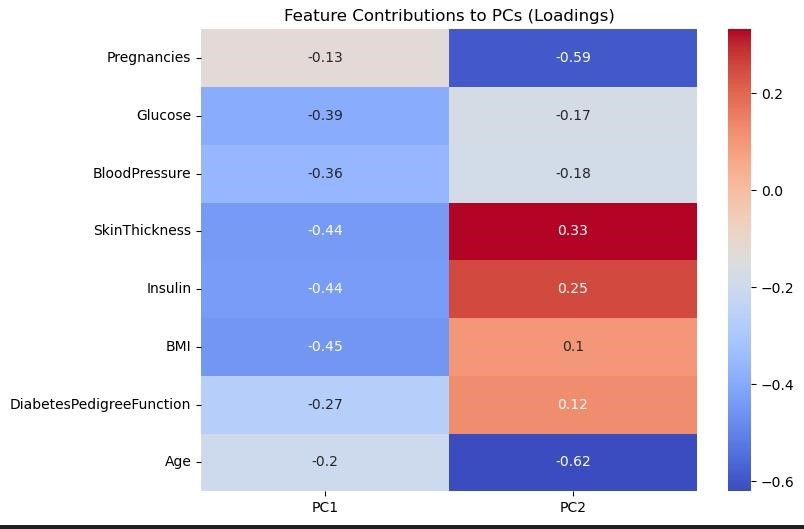 Feature Contributions to PCs (Loadings)
Pregnancies -0.13 -0.59
Glucose -0.39 -0.17
BloodPressure -0.36 -0.18
SkinThickness -0.44 0.33
Insulin -0.44 0.25
BMI -0.45 0.1
DiabetesPedigreeFunction -0.27 0.12
Age -0.2 -0.62
PC1 PC2
0.2
0.0
−0.2
−0.4
−0.6